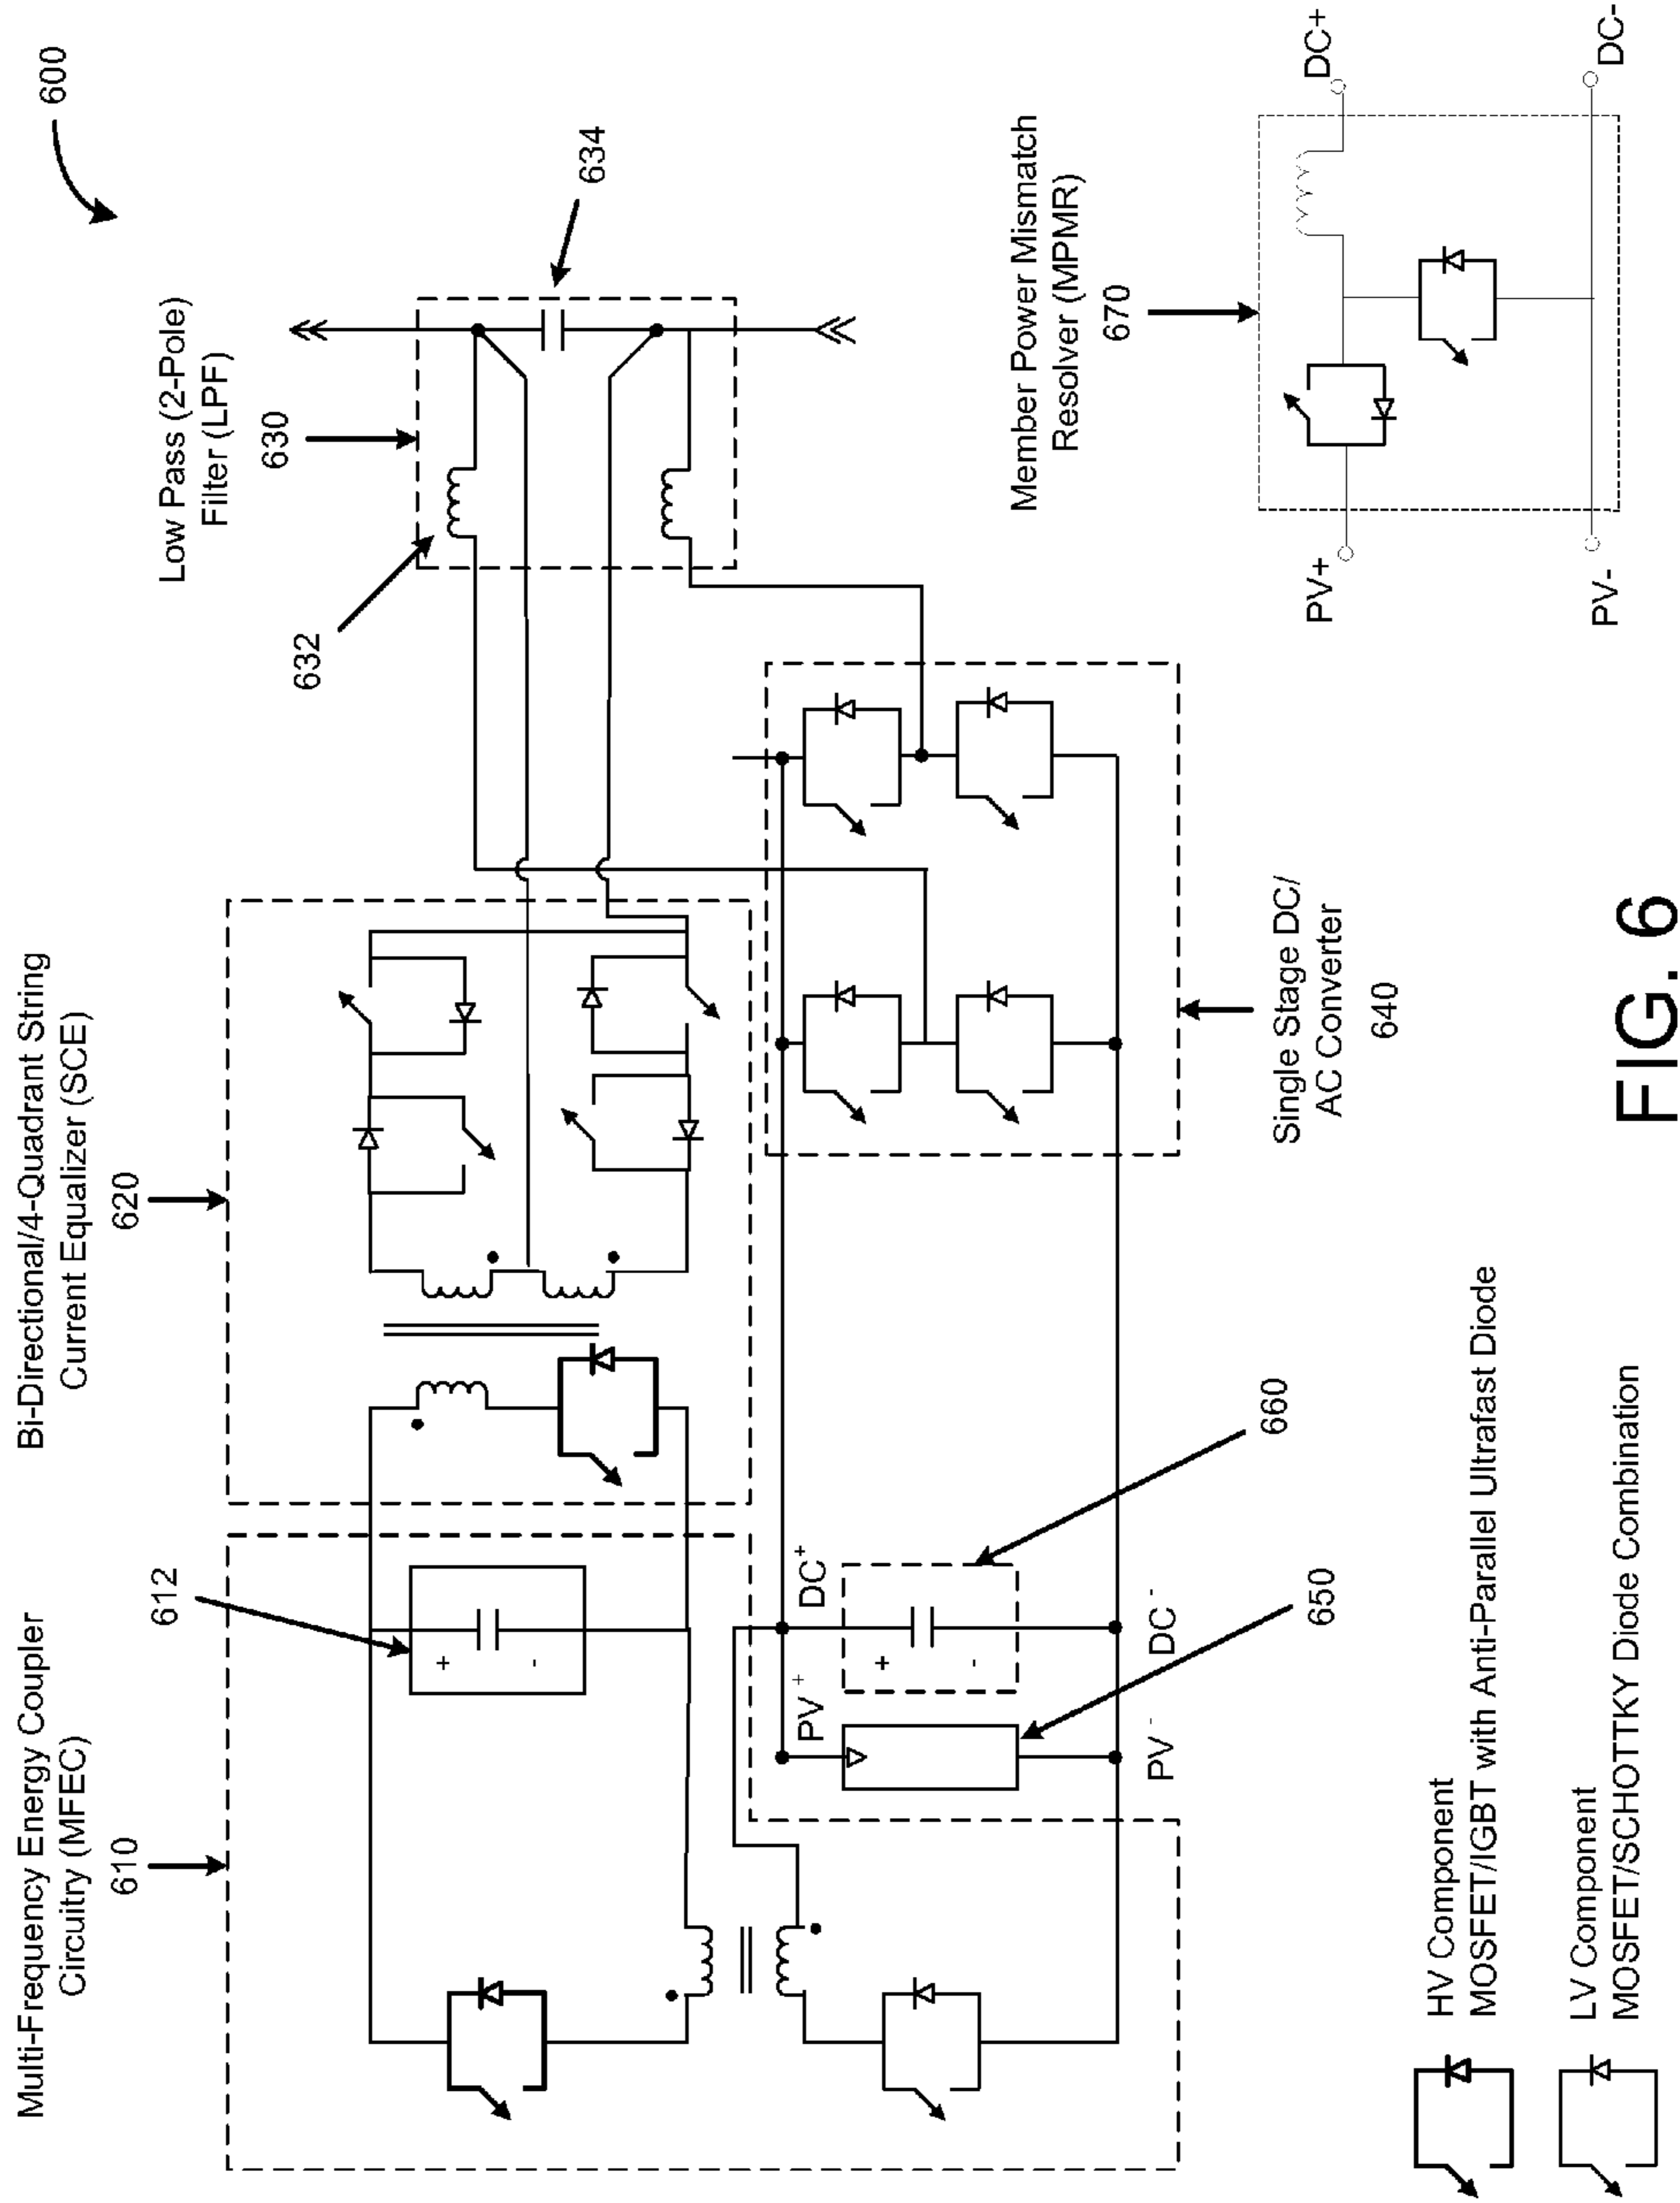 600
Multi-Frequency Energy Coupler
Circuitry (MFEC)
610
612
Bi-Directional/4-Quadrant String
Current Equalizer (SCE)
620
Low Pass (2-Pole)
Filter (LPF)
630
632
634
+
-
PV+
DC+
+
-
PV-
DC-
660
650
Single Stage DC/
AC Converter
640
Member Power Mismatch
Resolver (MPMR)
670
PV+
DC+
PV-
DC-
HV Component
MOSFET/IGBT with Anti-Parallel Ultrafast Diode
LV Component
MOSFET/SCHOTTKY Diode Combination
FIG. 6